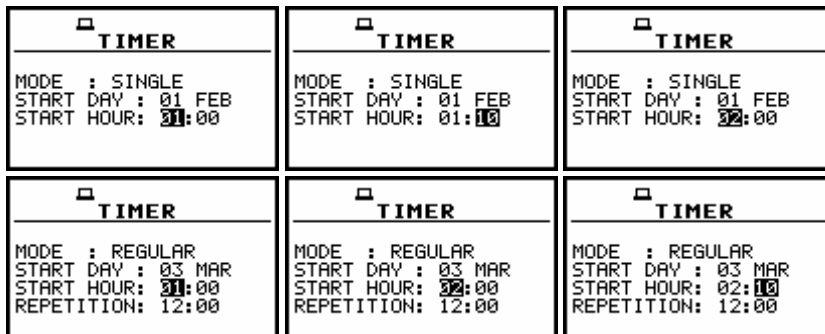 TIMER
MODE : SINGLE
START DAY : 01 FEB
START HOUR: 01:00
TIMER
MODE : SINGLE
START DAY : 01 FEB
START HOUR: 01:10
TIMER
MODE : SINGLE
START DAY : 01 FEB
START HOUR: 02:00
TIMER
MODE : REGULAR
START DAY : 03 MAR
START HOUR: 01:00
REPETITION: 12:00
TIMER
MODE : REGULAR
START DAY : 03 MAR
START HOUR: 02:00
REPETITION: 12:00
TIMER
MODE : REGULAR
START DAY : 03 MAR
START HOUR: 02:10
REPETITION: 12:00